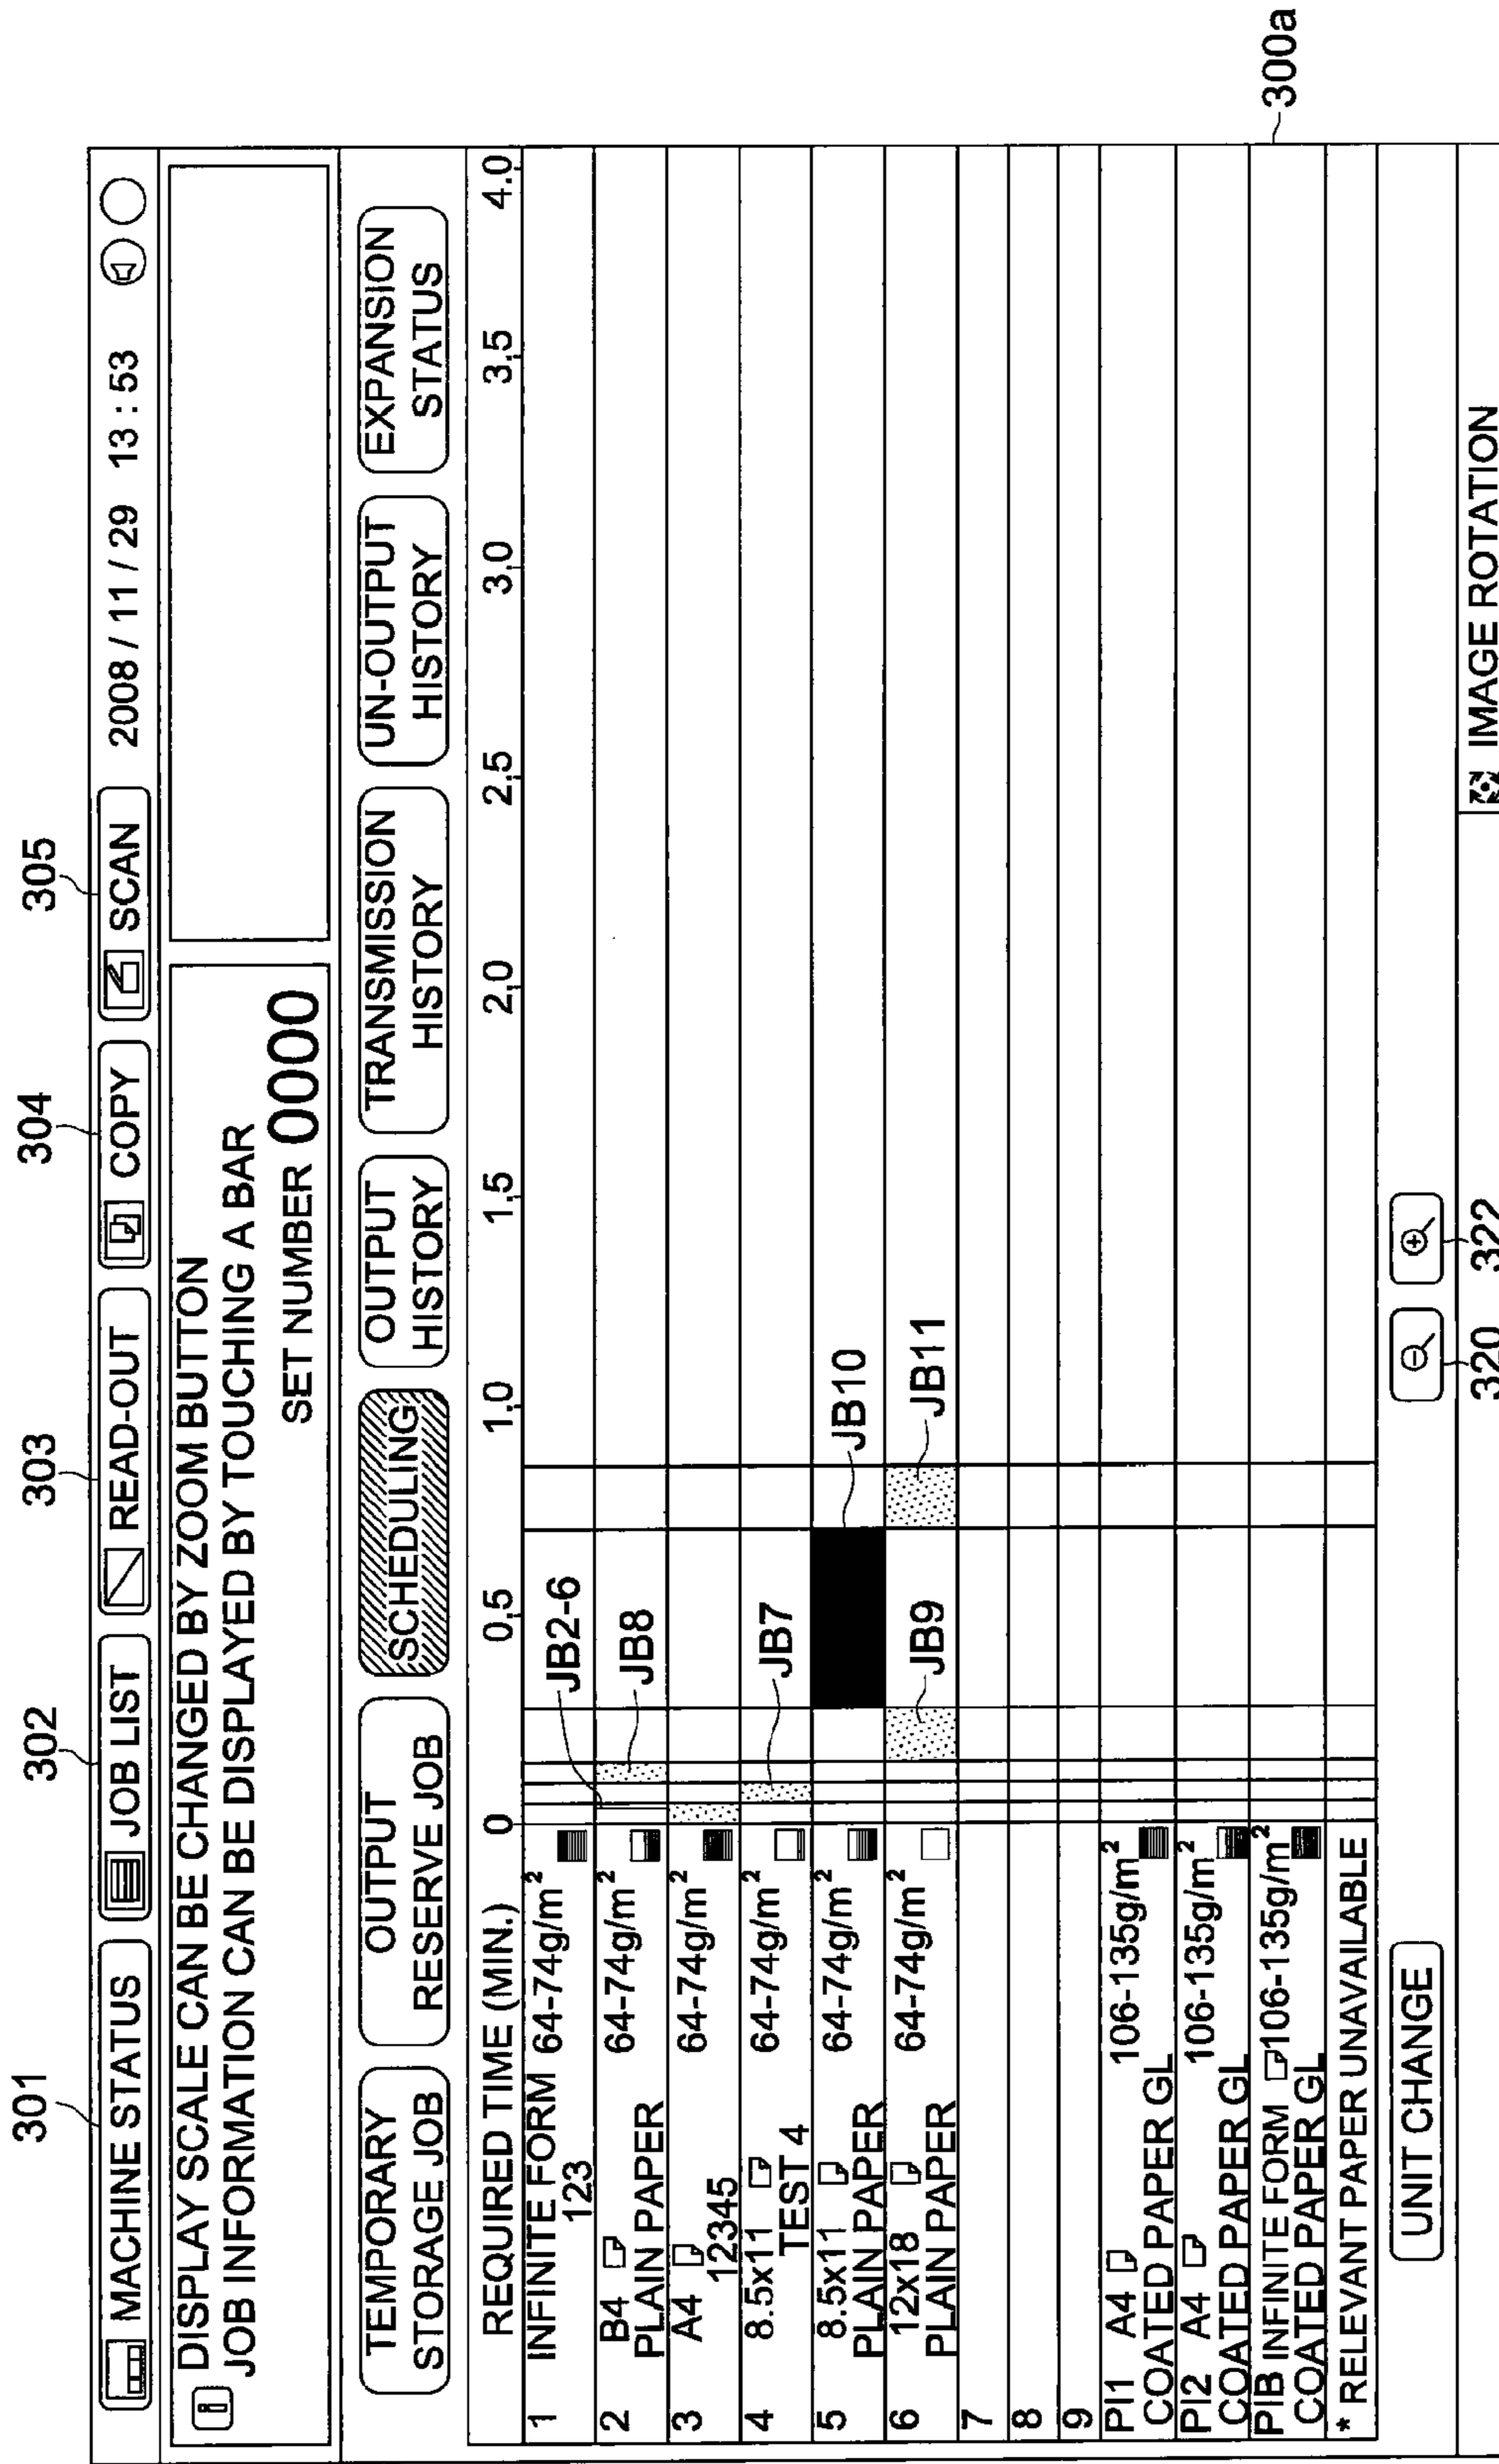 301
302
303
304
305
MACHINE STATUS
JOB LIST
READ-OUT
COPY
SCAN
2008 / 11 / 29 13 : 53
i
DISPLAY SCALE CAN BE CHANGED BY ZOOM BUTTON
JOB INFORMATION CAN BE DISPLAYED BY TOUCHING A BAR
SET NUMBER 0000
TEMPORARY
STORAGE JOB
OUTPUT
RESERVE JOB
SCHEDULING
OUTPUT
HISTORY
TRANSMISSION
HISTORY
UN-OUTPUT
HISTORY
EXPANSION
STATUS
REQUIRED TIME (MIN.) 0 0.5 1.0 1.5 2.0 2.5 3.0 3.5 4.0
1 INFINITE FORM 64-74g/m²
123
JB2-6
2 B4 64-74g/m²
PLAIN PAPER
JB8
3 A4 64-74g/m²
12345
4 8.5x11 64-74g/m²
TEST 4
JB7
5 8.5x11 64-74g/m²
PLAIN PAPER
JB10
6 12x18 64-74g/m²
PLAIN PAPER
JB9
JB11
7
8
9
PI1 A4 106-135g/m²
COATED PAPER GL
PI2 A4 106-135g/m²
COATED PAPER GL
PIB INFINITE FORM 106-135g/m²
COATED PAPER GL
300a
* RELEVANT PAPER UNAVAILABLE
UNIT CHANGE
320
322
IMAGE ROTATION